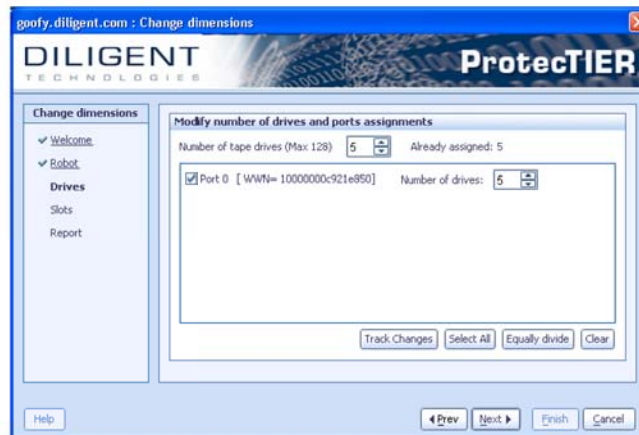 goofy.diligent.com : Change dimensions
DILIGENT
TECHNOLOGIES
ProtecTIER
Change dimensions
Welcome
Robot
Drives
Slots
Report
Modify number of drives and ports assignments
Number of tape drives (Max 128) 5 Already assigned: 5
Port 0 [ WWN= 10000000c921e850] Number of drives: 5
Track Changes Select All Equally divide Clear
Help Prev Next Finish Cancel